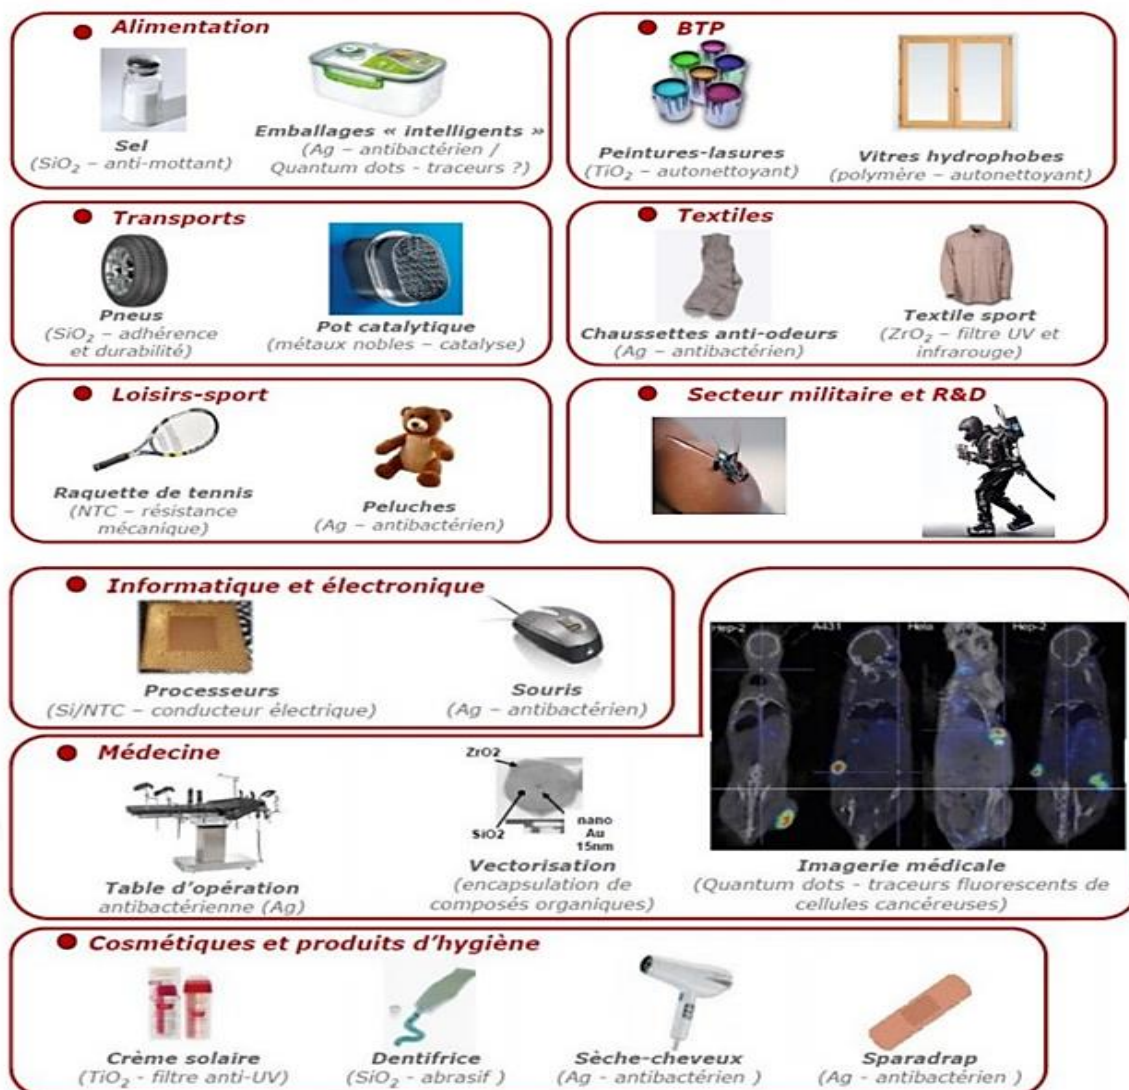 Alimentation
Sel
(SiO₂ – anti-mottant)
Emballages « intelligents »
(Ag – antibactérien /
Quantum dots - traceurs ?)
BTP
Peintures-lasures
(TiO₂ – autonettoyant)
Vitres hydrophobes
(polymère – autonettoyant)
Transports
Pneus
(SiO₂ – adhérence
et durabilité)
Pot catalytique
(métaux nobles – catalyse)
Textiles
Chaussettes anti-odeurs
(Ag – antibactérien)
Textile sport
(ZrO₂ – filtre UV et
infrarouge)
Loisirs-sport
Raquette de tennis
(NTC – résistance
mécanique)
Peluches
(Ag – antibactérien)
Secteur militaire et R&D
Informatique et électronique
Processeurs
(Si/NTC – conducteur électrique)
Souris
(Ag – antibactérien)
Médecine
Table d'opération
antibactérienne (Ag)
ZrO2
SiO2
nano
Au
15nm
Vectorisation
(encapsulation de
composés organiques)
Hep-2
A431
Hela
Hep-2
Imagerie médicale
(Quantum dots - traceurs fluorescents de
cellules cancéreuses)
Cosmétiques et produits d'hygiène
Crème solaire
(TiO₂ - filtre anti-UV)
Dentifrice
(SiO₂ - abrasif )
Sèche-cheveux
(Ag - antibactérien )
Sparadrap
(Ag - antibactérien )